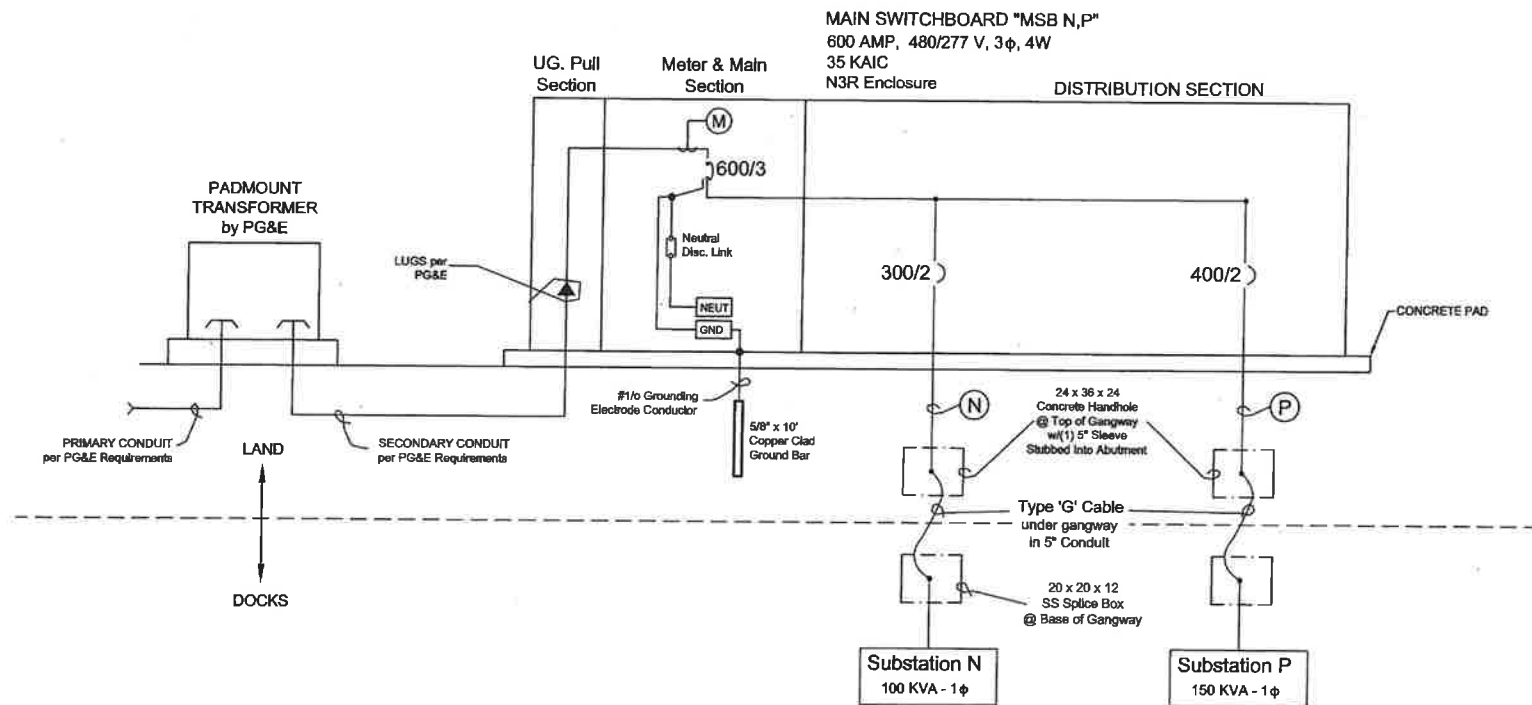 MAIN SWITCHBOARD "MSB N,P"
600 AMP, 480/277 V, 3ϕ, 4W
35 KAIC
N3R Enclosure
UG. Pull
Section
Meter & Main
Section
DISTRIBUTION SECTION
M
600/3
PADMOUNT
TRANSFORMER
by PG&E
LUGS per
PG&E
Neutral
Disc. Link
NEUT
GND
300/2
400/2
CONCRETE PAD
#1/o Grounding
Electrode Conductor
5/8" x 10'
Copper Clad
Ground Bar
N
24 x 36 x 24
Concrete Handhole
@ Top of Gangway
w/(1) 5" Sleeve
Stubbed Into Abutment
P
PRIMARY CONDUIT
per PG&E Requirements
LAND
SECONDARY CONDUIT
per PG&E Requirements
Type 'G' Cable
under gangway
in 5" Conduit
DOCKS
20 x 20 x 12
SS Splice Box
@ Base of Gangway
Substation N
100 KVA - 1ϕ
Substation P
150 KVA - 1ϕ